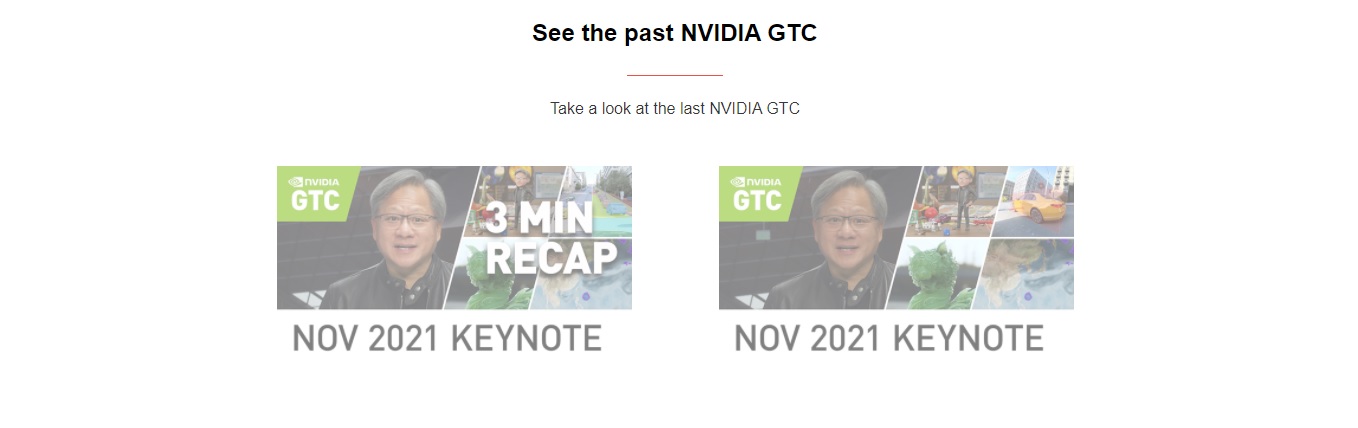 See the past NVIDIA GTC
Take a look at the last NVIDIA GTC
NVIDIA
GTC
3 MIN
RECAP
NOV 2021 KEYNOTE
NVIDIA
GTC
NOV 2021 KEYNOTE